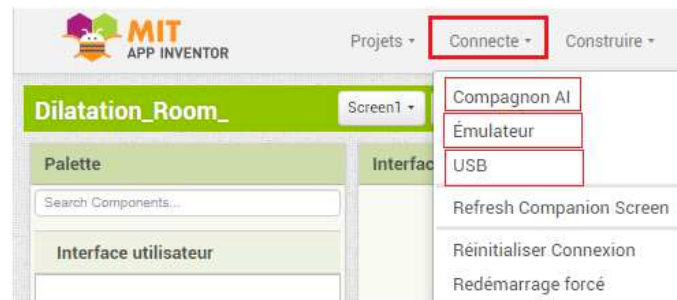 MIT
APP INVENTOR
Projets
Connecte
Construire
Dilatation_Room_
Screen1
Compagnon AI
Émulateur
USB
Refresh Companion Screen
Réinitialiser Connexion
Redémarrage forcé
Palette
Interfac
Search Components...
Interface utilisateur